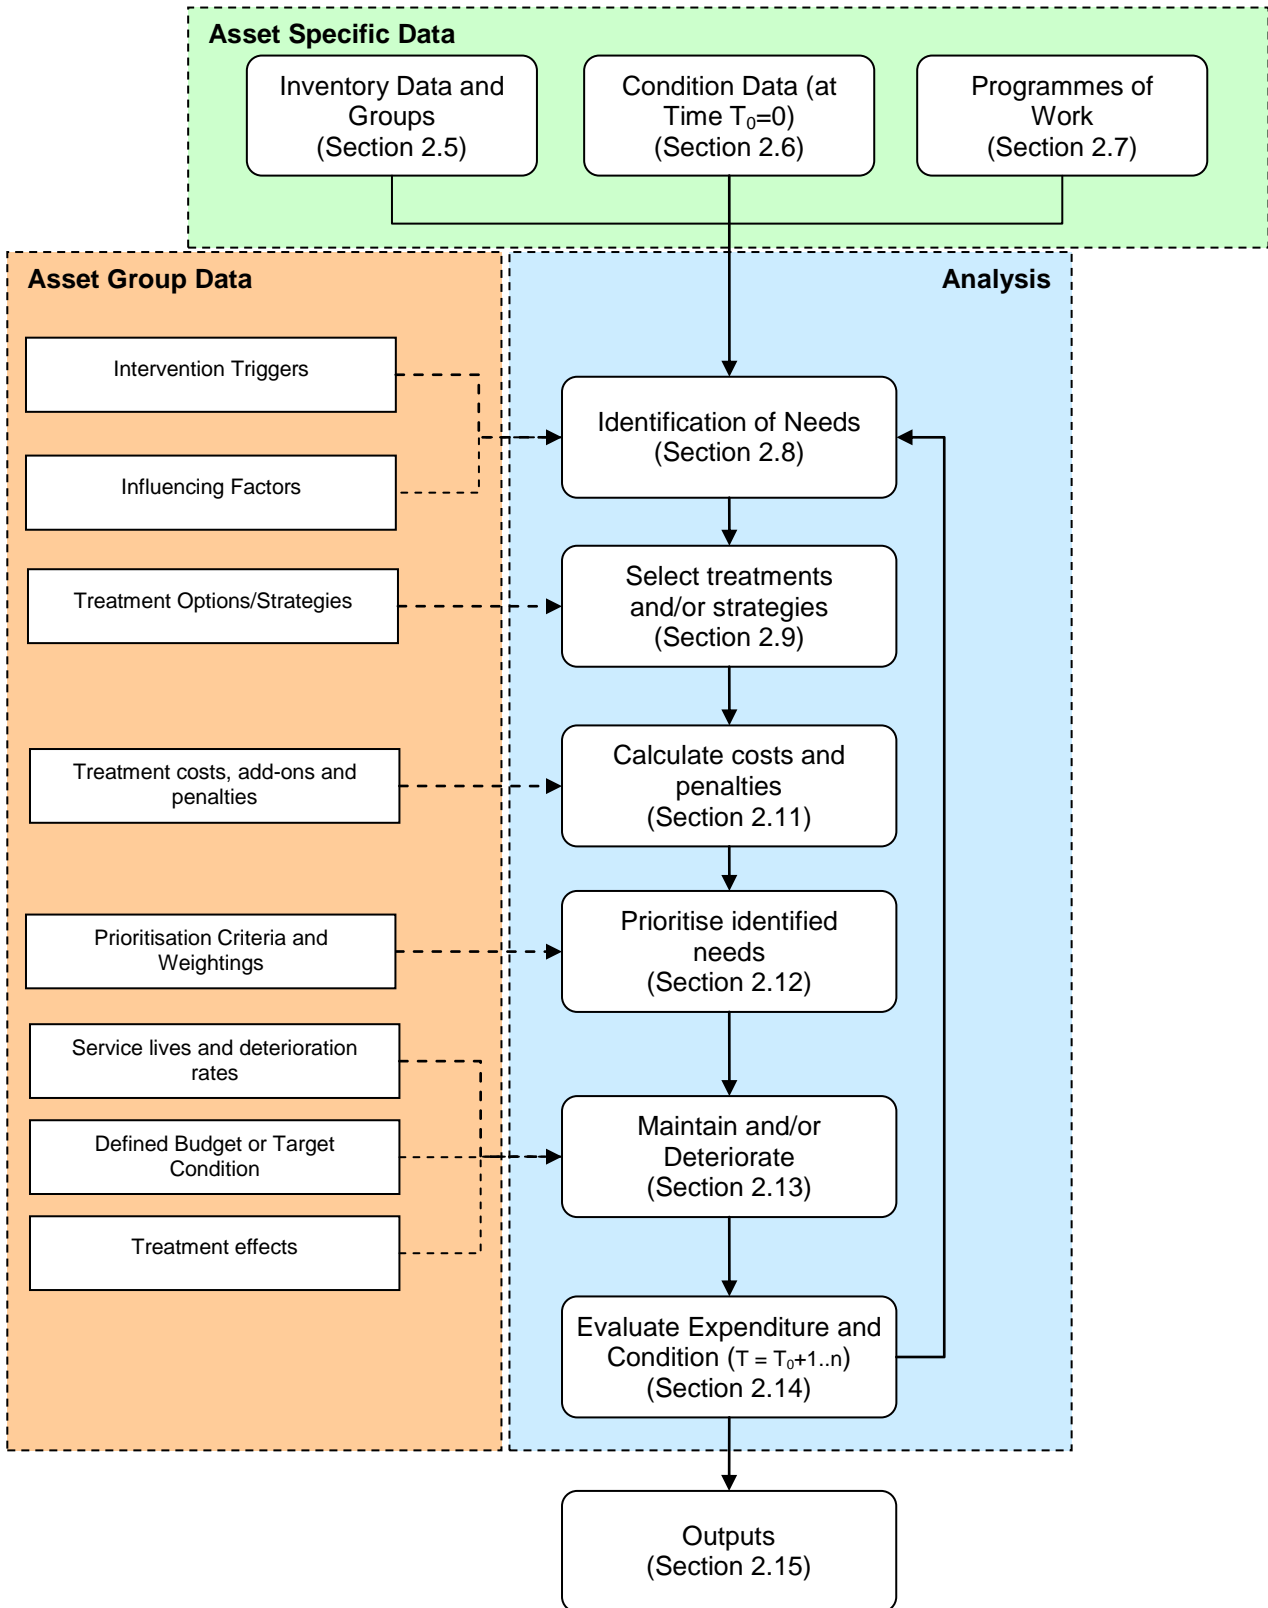 Asset Specific Data
Inventory Data and
Groups
(Section 2.5)
Condition Data (at
Time T₀=0)
(Section 2.6)
Programmes of
Work
(Section 2.7)
Asset Group Data
Analysis
Intervention Triggers
Influencing Factors
Identification of Needs
(Section 2.8)
Treatment Options/Strategies
Select treatments
and/or strategies
(Section 2.9)
Treatment costs, add-ons and
penalties
Calculate costs and
penalties
(Section 2.11)
Prioritisation Criteria and
Weightings
Prioritise identified
needs
(Section 2.12)
Service lives and deterioration
rates
Defined Budget or Target
Condition
Treatment effects
Maintain and/or
Deteriorate
(Section 2.13)
Evaluate Expenditure and
Condition (T = T₀+1..n)
(Section 2.14)
Outputs
(Section 2.15)